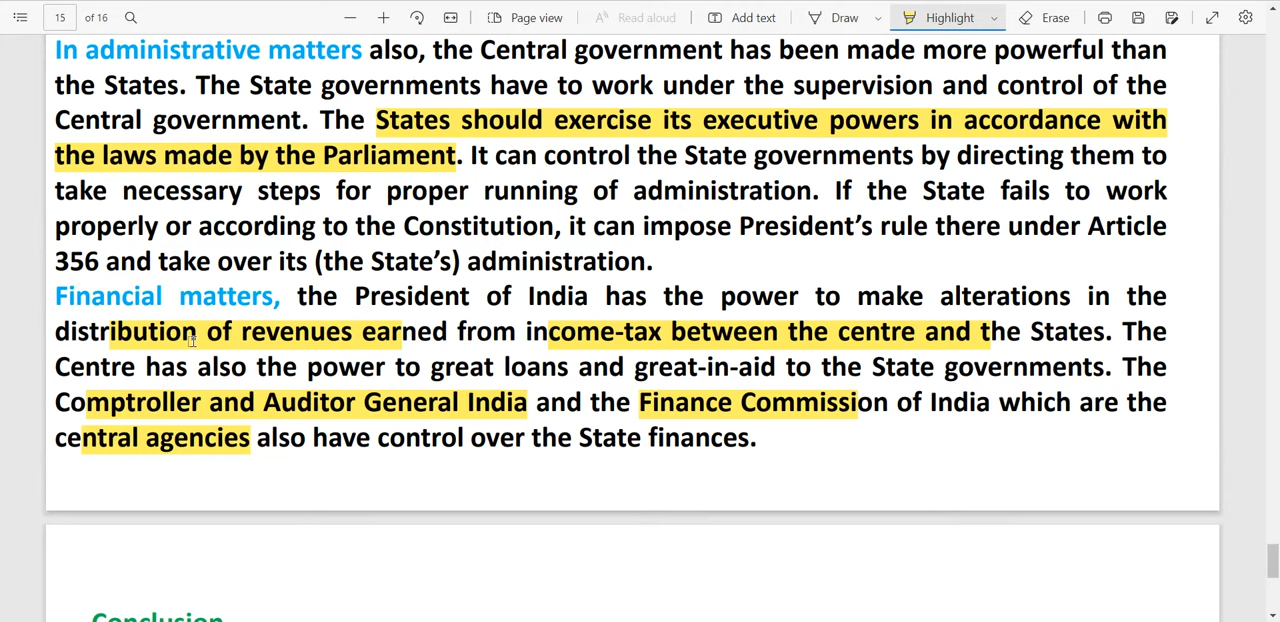 15 of 16 Page view Read aloud Add text Draw Highlight Erase
In administrative matters also, the Central government has been made more powerful than
the States. The State governments have to work under the supervision and control of the
Central government. The States should exercise its executive powers in accordance with
the laws made by the Parliament. It can control the State governments by directing them to
take necessary steps for proper running of administration. If the State fails to work
properly or according to the Constitution, it can impose President’s rule there under Article
356 and take over its (the State’s) administration.
Financial matters, the President of India has the power to make alterations in the
distribution of revenues earned from income-tax between the centre and the States. The
Centre has also the power to great loans and great-in-aid to the State governments. The
Comptroller and Auditor General India and the Finance Commission of India which are the
central agencies also have control over the State finances.
Conclusion